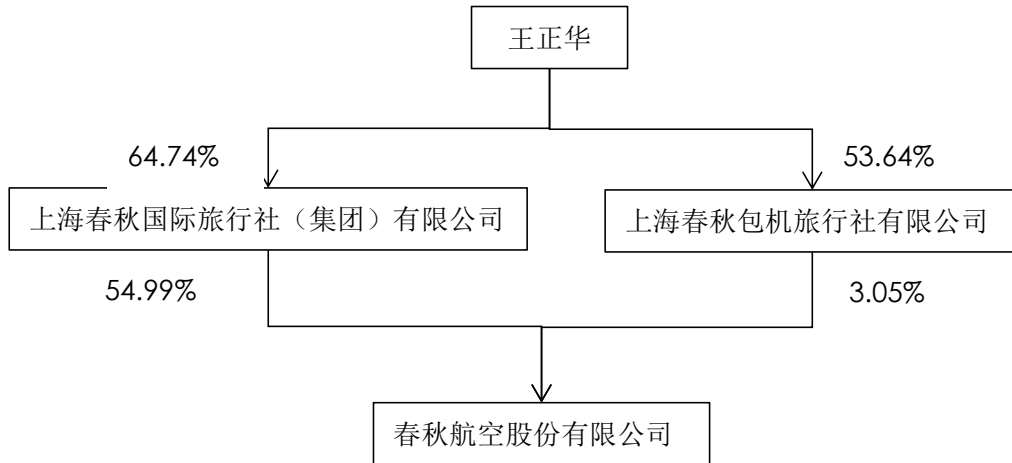 王正华
64.74%
53.64%
上海春秋国际旅行社（集团）有限公司
上海春秋包机旅行社有限公司
54.99%
3.05%
春秋航空股份有限公司